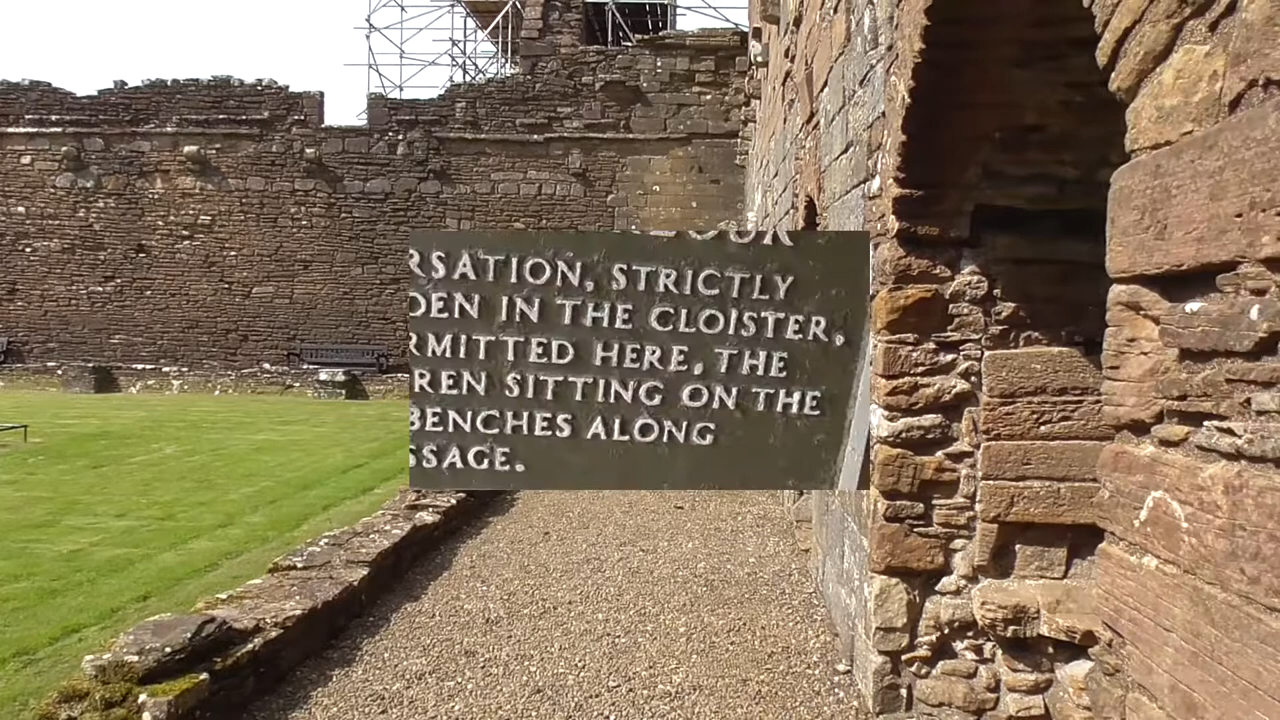 RSATION, STRICTLY
DEN IN THE CLOISTER,
RMITTED HERE, THE
REN SITTING ON THE
BENCHES ALONG
SSAGE.